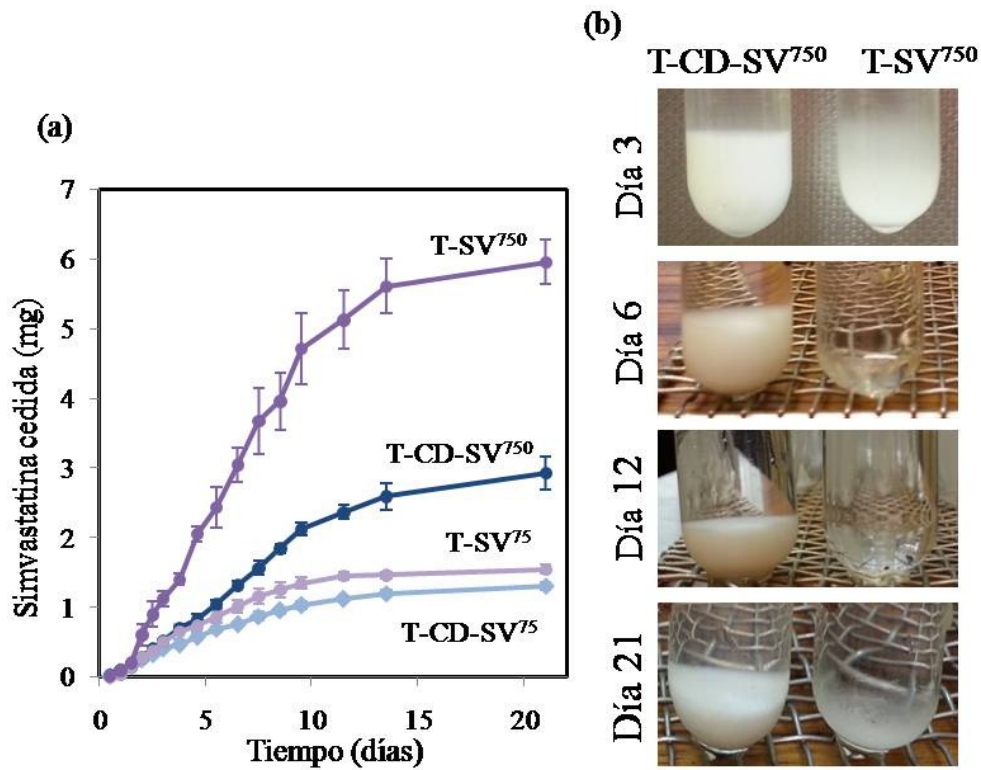 (a)
Simvastatina cedida (mg)
7
6
5
4
3
2
1
0
T-SV⁷⁵⁰
T-CD-SV⁷⁵⁰
T-SV⁷⁵
T-CD-SV⁷⁵
0 5 10 15 20
Tiempo (días)
(b)
T-CD-SV⁷⁵⁰ T-SV⁷⁵⁰
Día 3
Día 6
Día 12
Día 21